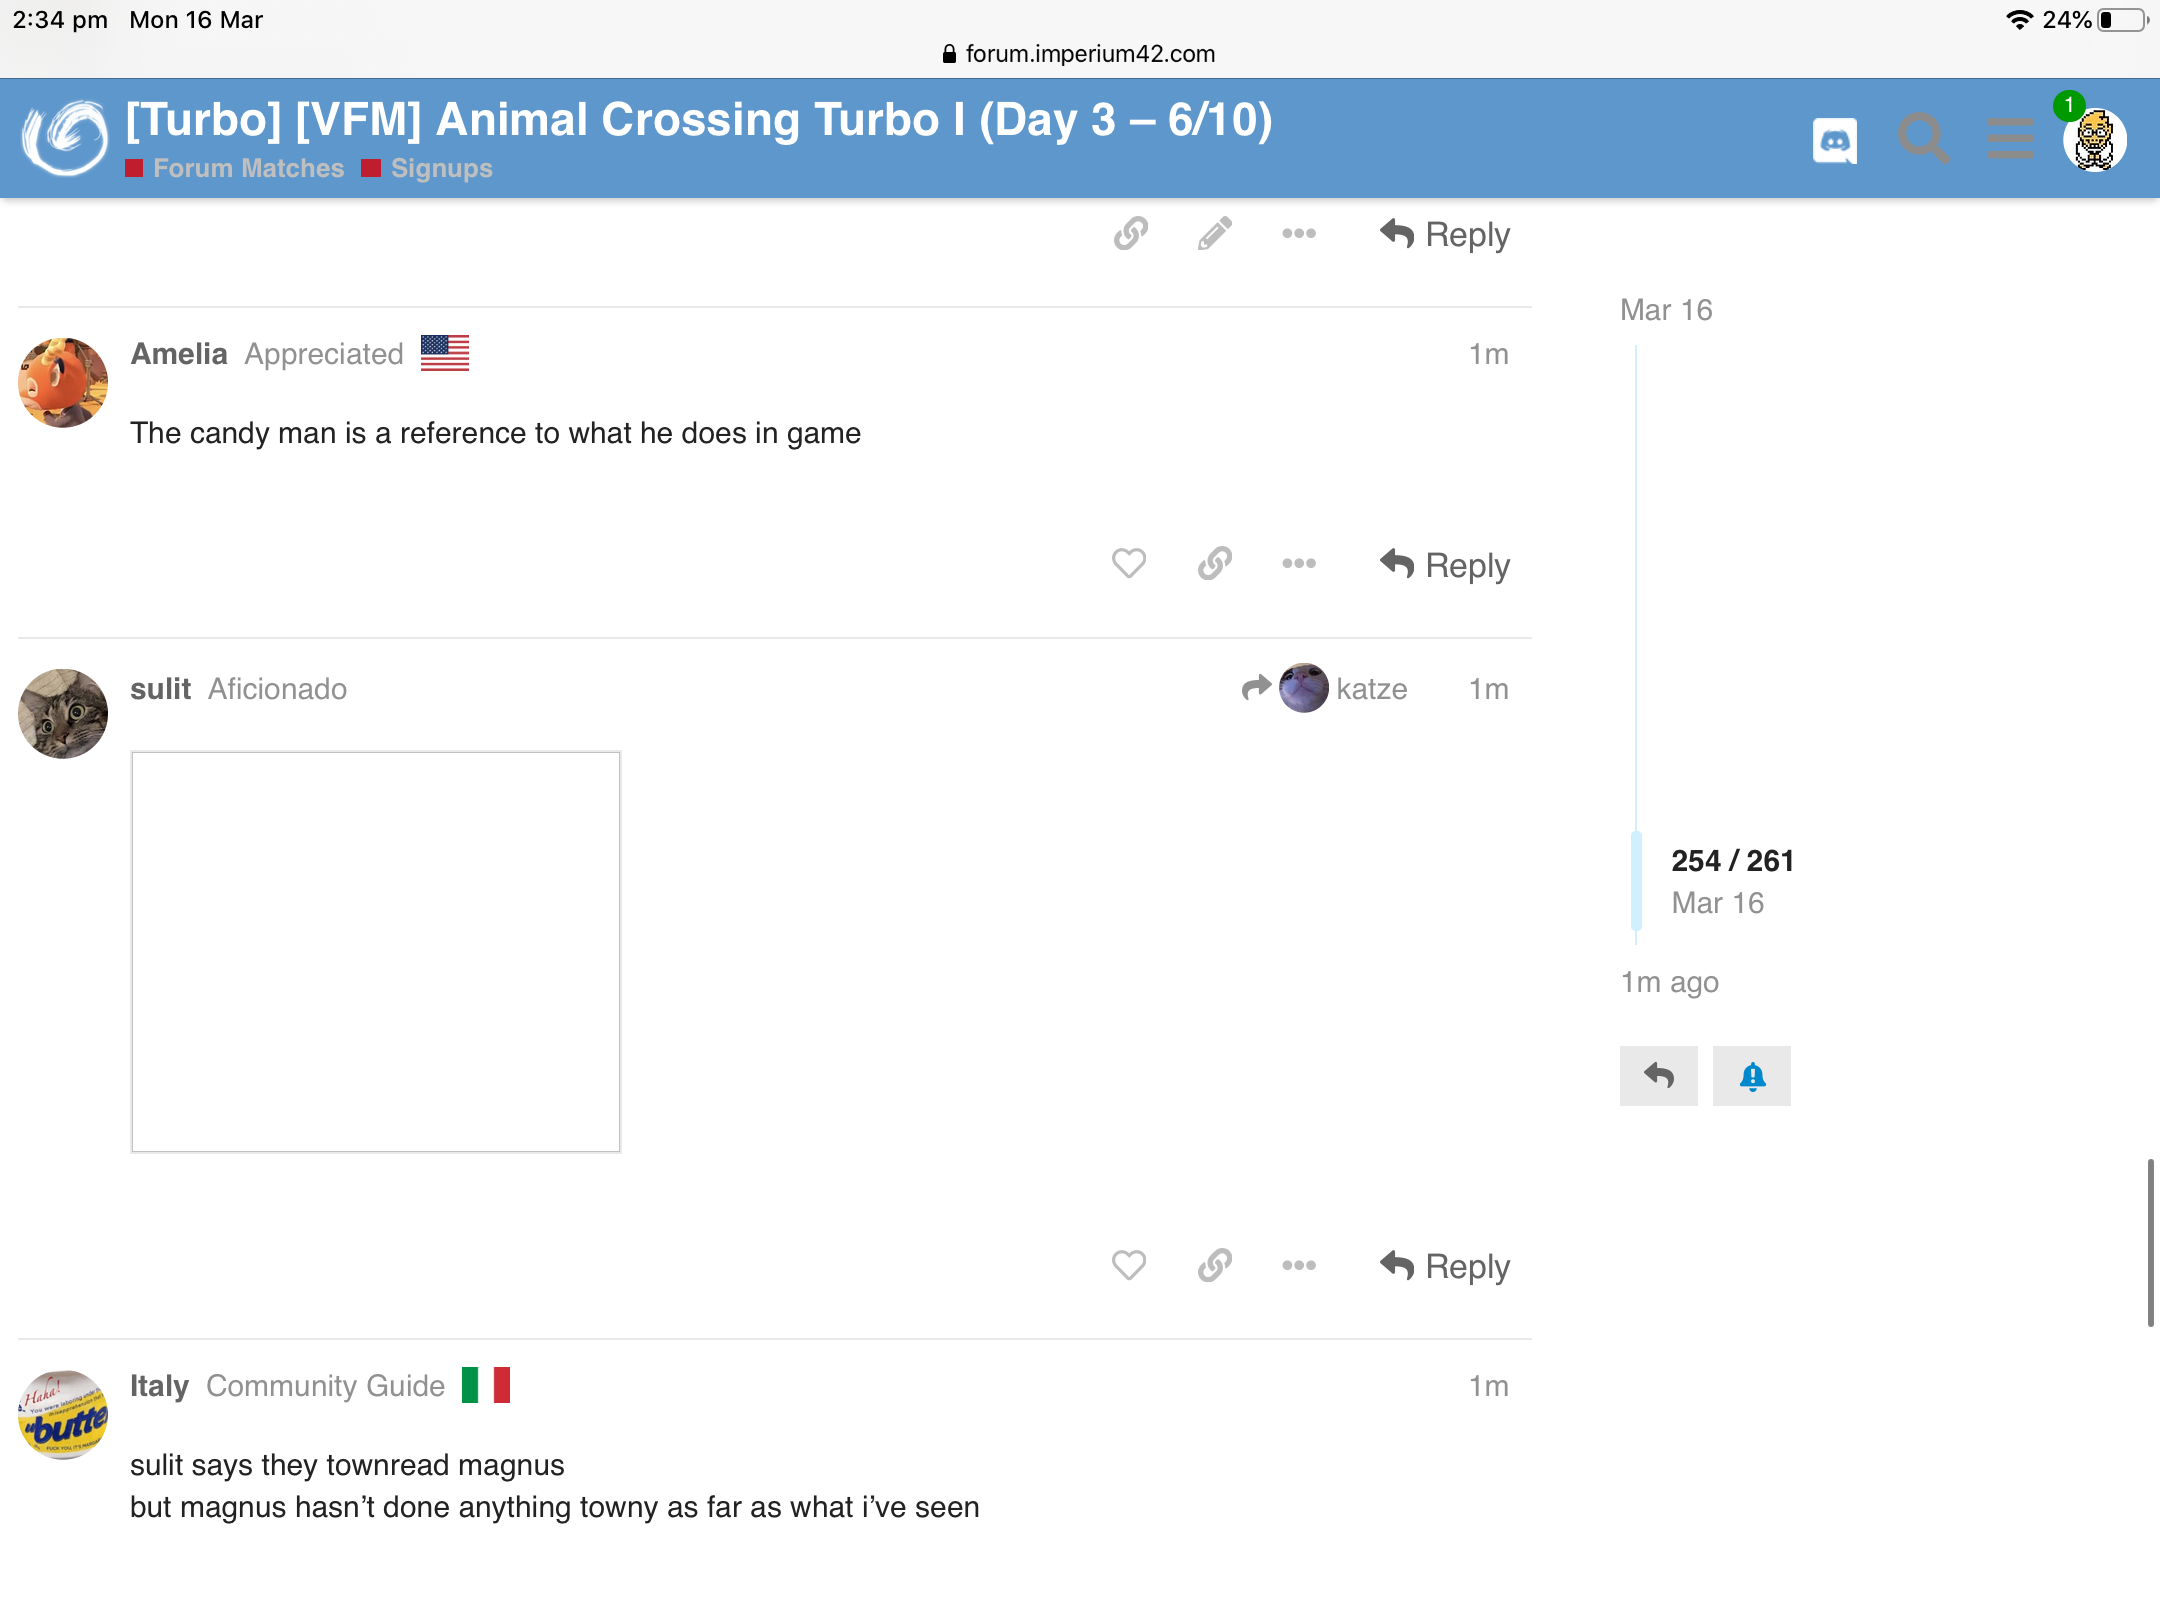 2:34 pm Mon 16 Mar
24%
forum.imperium42.com
[Turbo] [VFM] Animal Crossing Turbo I (Day 3 – 6/10)
1
Forum Matches Signups
Reply
Mar 16
Amelia Appreciated 1m
The candy man is a reference to what he does in game
Reply
sulit Aficionado katze 1m
254 / 261
Mar 16
1m ago
Reply
Italy Community Guide 1m
Haha!
butte
sulit says they townread magnus
but magnus hasn’t done anything towny as far as what i’ve seen